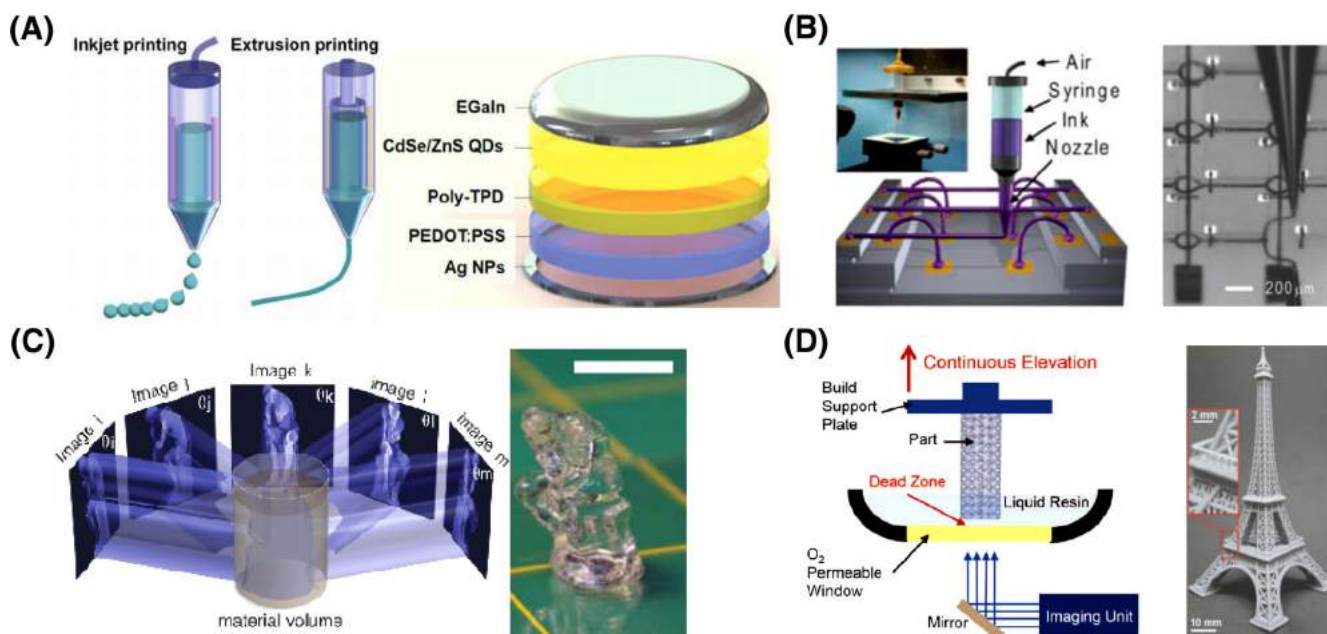 (A)
Inkjet printing
Extrusion printing
EGaIn
CdSe/ZnS QDs
Poly-TPD
PEDOT:PSS
Ag NPs
(B)
Air
Syringe
Ink
Nozzle
200 μm
(C)
Image i
Image j
Image k
image l
image m
θi
θj
θk
θl
θm
material volume
(D)
Continuous Elevation
Build
Support
Plate
Part
Dead Zone
Liquid Resin
O₂
Permeable
Window
Mirror
Imaging Unit
2 mm
10 mm